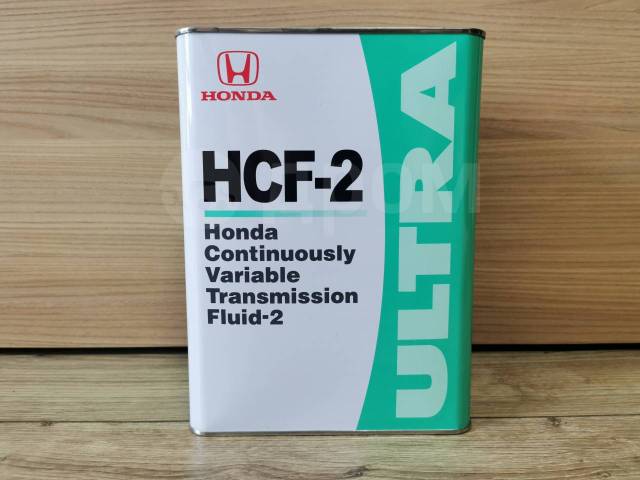 HONDA
HCF-2
Honda
Continuously
Variable
Transmission
Fluid-2
ULTRA